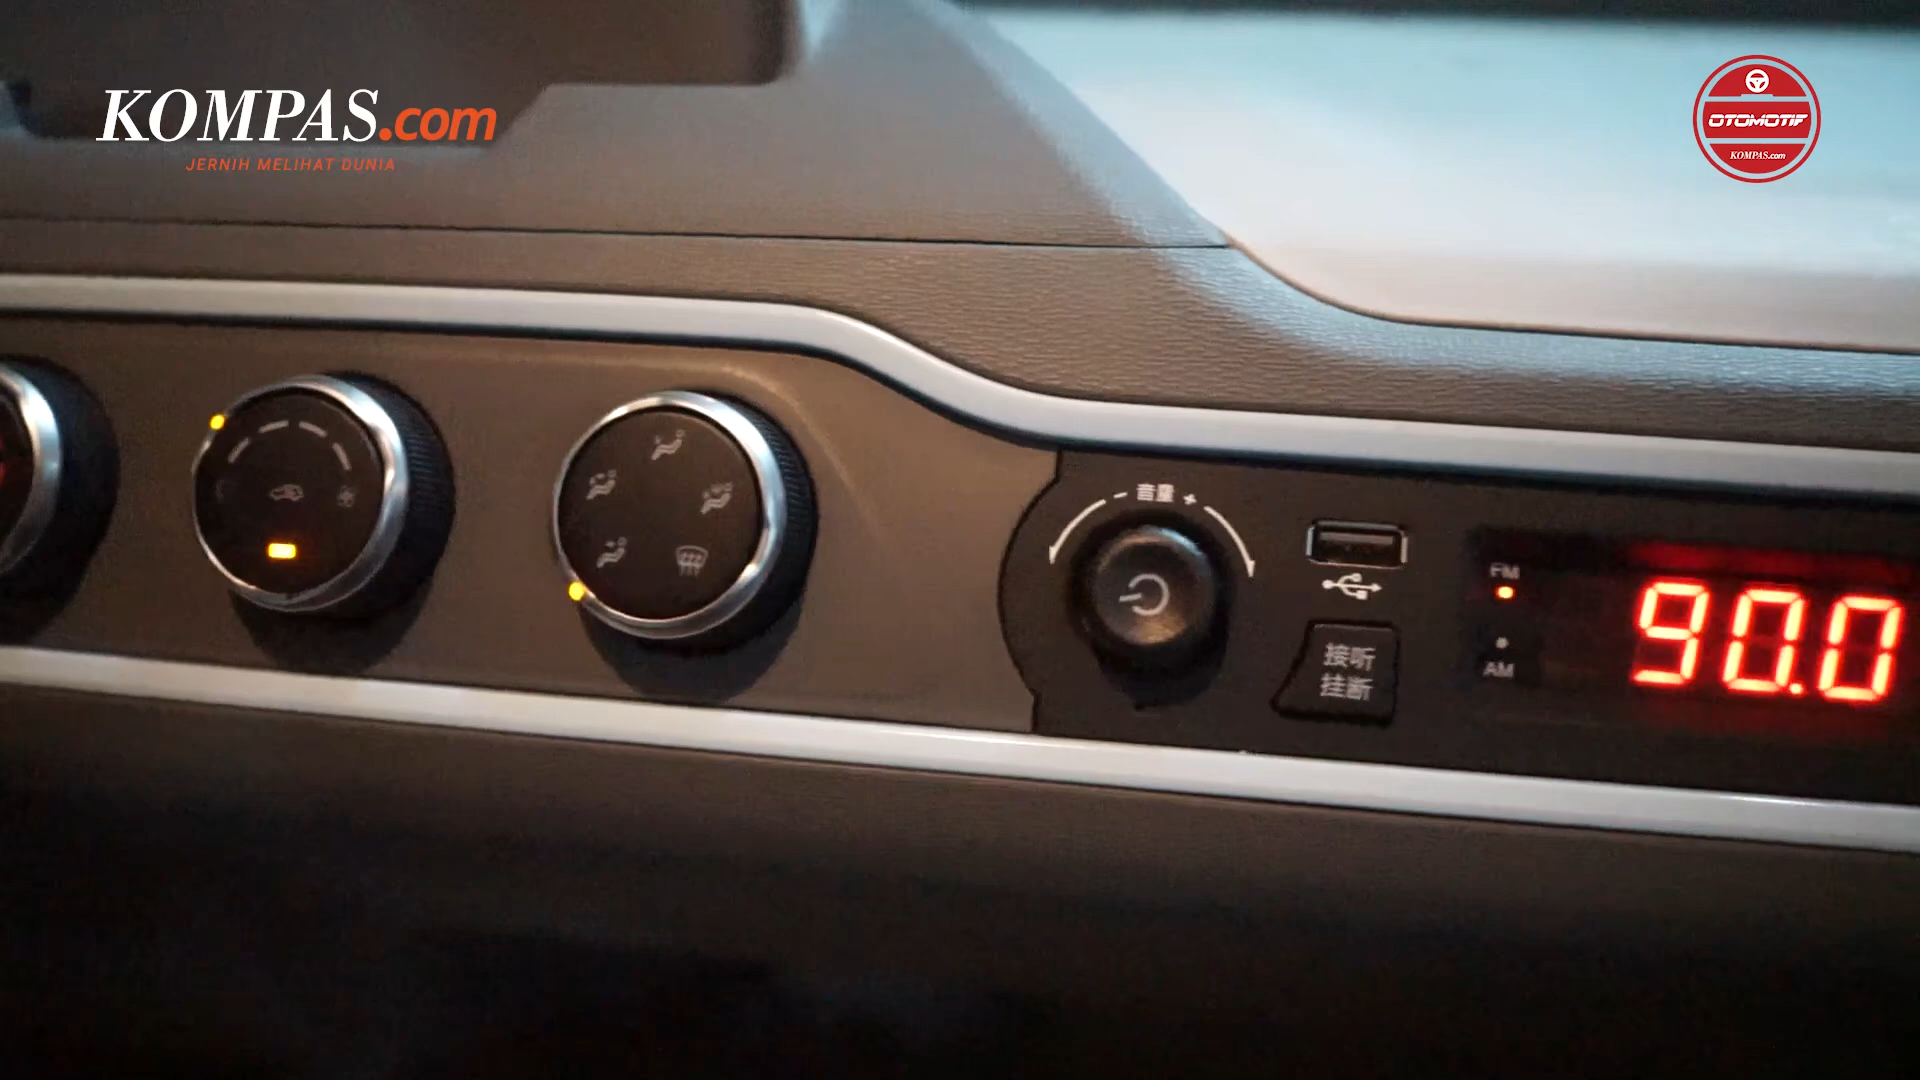 KOMPAS.com
JERNIH MELIHAT DUNIA
OTOMOTIF
KOMPAS.com
- 音量 +
FM
AM
90.0
接听
挂断